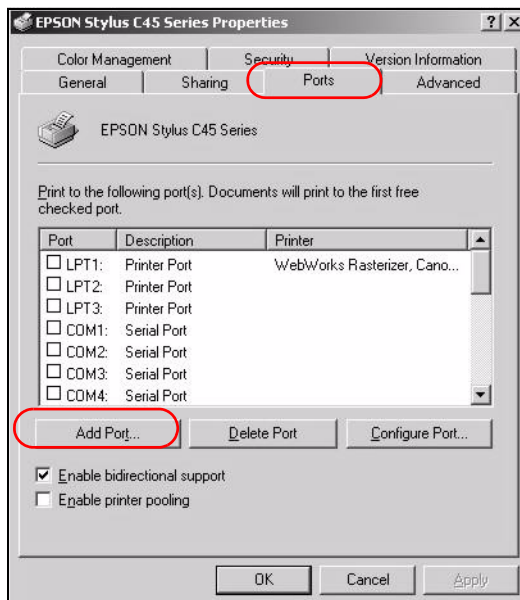 EPSON Stylus C45 Series Properties
Color Management Security Version Information
General Sharing Ports Advanced
EPSON Stylus C45 Series
Print to the following port(s). Documents will print to the first free
checked port.
Port Description Printer
LPT1: Printer Port WebWorks Rasterizer, Cano...
LPT2: Printer Port
LPT3: Printer Port
COM1: Serial Port
COM2: Serial Port
COM3: Serial Port
COM4: Serial Port
Add Port... Delete Port Configure Port...
Enable bidirectional support
Enable printer pooling
OK Cancel Apply